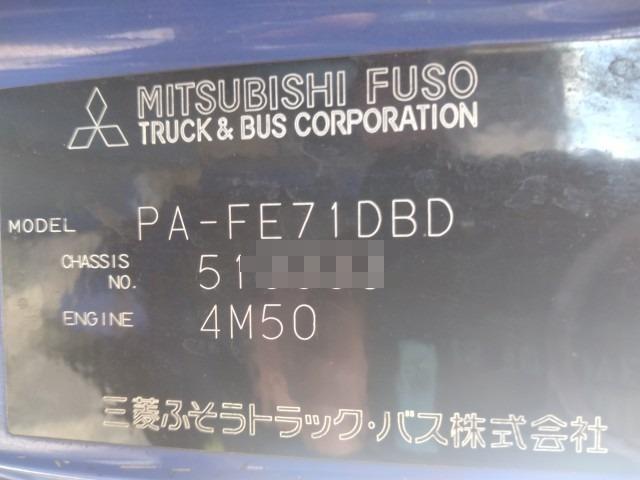 MITSUBISHI FUSO
TRUCK & BUS CORPORATION
MODEL PA-FE71DBD
CHASSIS NO. 51
ENGINE 4M50
三菱ふそうトラック・バス株式会社